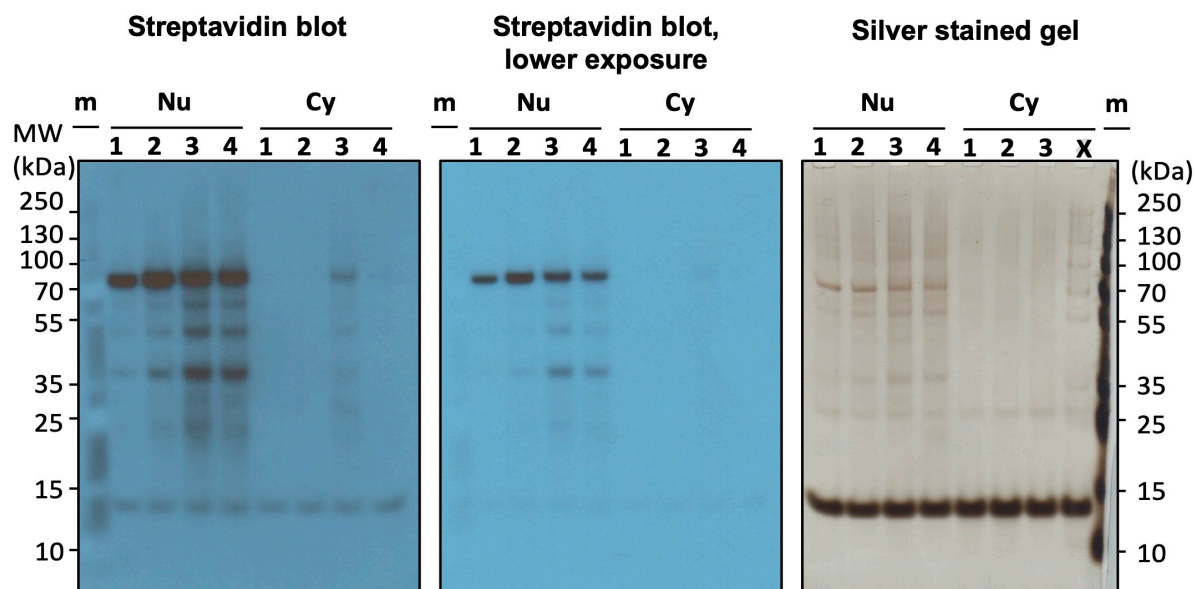 Streptavidin blot
Streptavidin blot,
lower exposure
Silver stained gel
m Nu Cy
m Nu Cy
Nu Cy m
MW
(kDa)
1 2 3 4 1 2 3 4
1 2 3 4 1 2 3 4
1 2 3 4 1 2 3 X
(kDa)
250
130
100
70
55
35
25
15
10
250
130
100
70
55
35
25
15
10